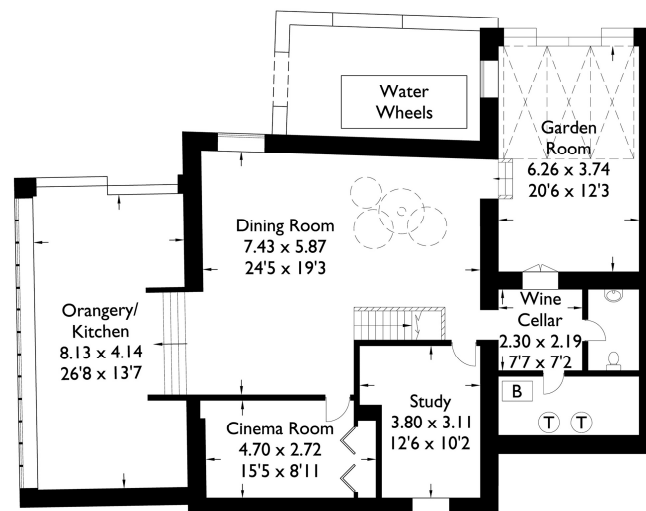 Water
Wheels
Garden
Room
6.26 x 3.74
20'6 x 12'3
Dining Room
7.43 x 5.87
24'5 x 19'3
Orangery/
Kitchen
8.13 x 4.14
26'8 x 13'7
Wine
Cellar
2.30 x 2.19
7'7 x 7'2
B
T
T
Study
3.80 x 3.11
12'6 x 10'2
Cinema Room
4.70 x 2.72
15'5 x 8'11